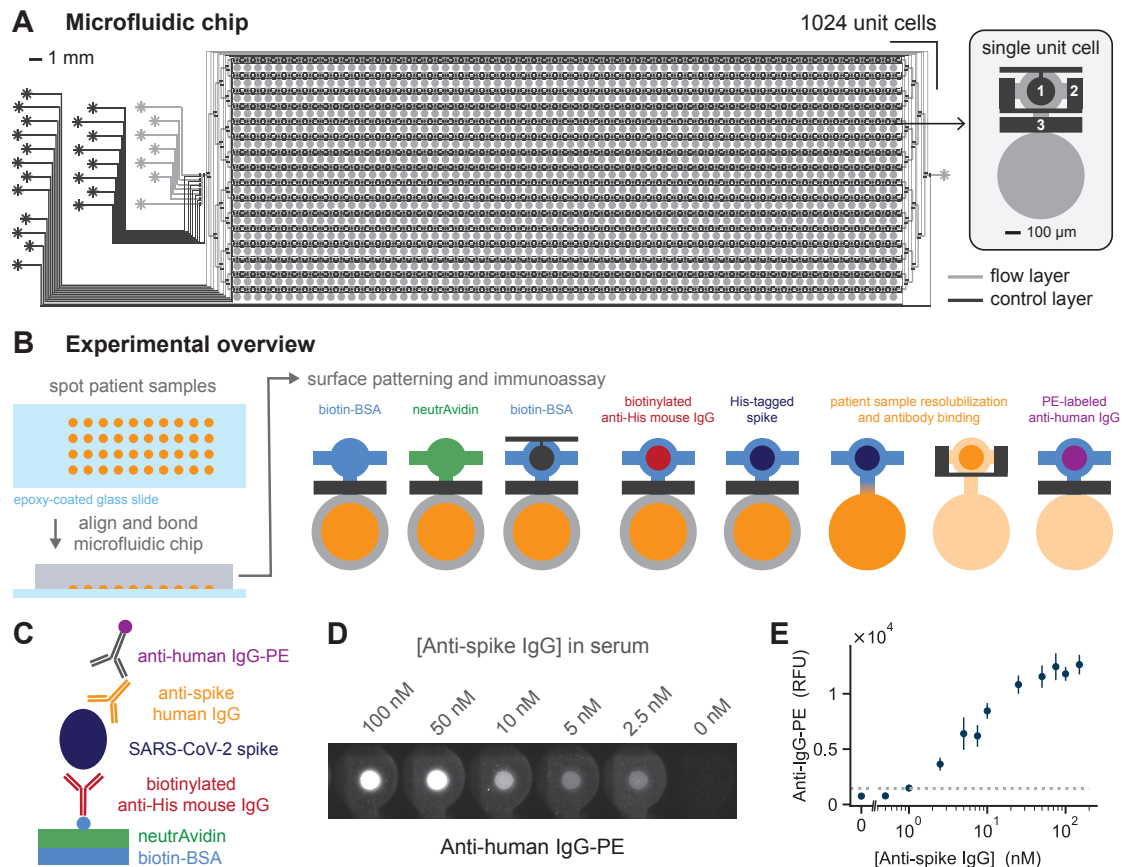 A Microfluidic chip
1024 unit cells
1 mm
single unit cell
1
2
3
100 µm
flow layer
control layer
B Experimental overview
spot patient samples
epoxy-coated glass slide
align and bond
microfluidic chip
surface patterning and immunoassay
biotin-BSA
neutrAvidin
biotin-BSA
biotinylated
anti-His mouse IgG
His-tagged
spike
patient sample resolubilization
and antibody binding
PE-labeled
anti-human IgG
C
anti-human IgG-PE
anti-spike
human IgG
SARS-CoV-2 spike
biotinylated
anti-His mouse IgG
neutrAvidin
biotin-BSA
D
[Anti-spike IgG] in serum
100 nM
50 nM
10 nM
5 nM
2.5 nM
0 nM
Anti-human IgG-PE
E
×10⁴
Anti-IgG-PE (RFU)
1
0.5
0
0
10⁰
10¹
10²
[Anti-spike IgG] (nM)